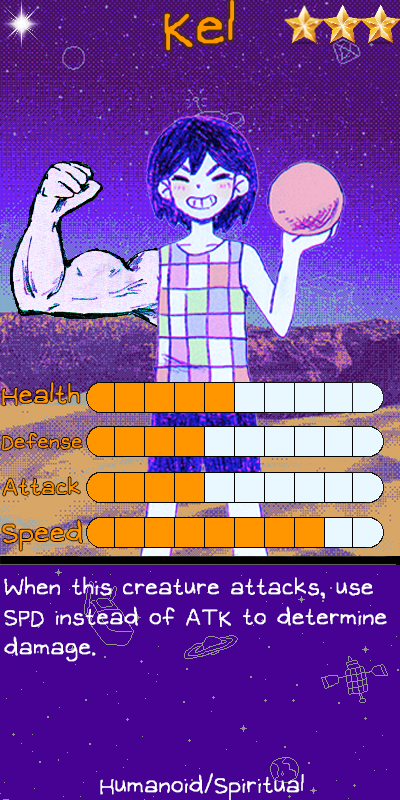 Kel
Health
Defense
Attack
Speed
When this creature attacks, use
SPD instead of ATK to determine
damage.
Humanoid/Spiritual